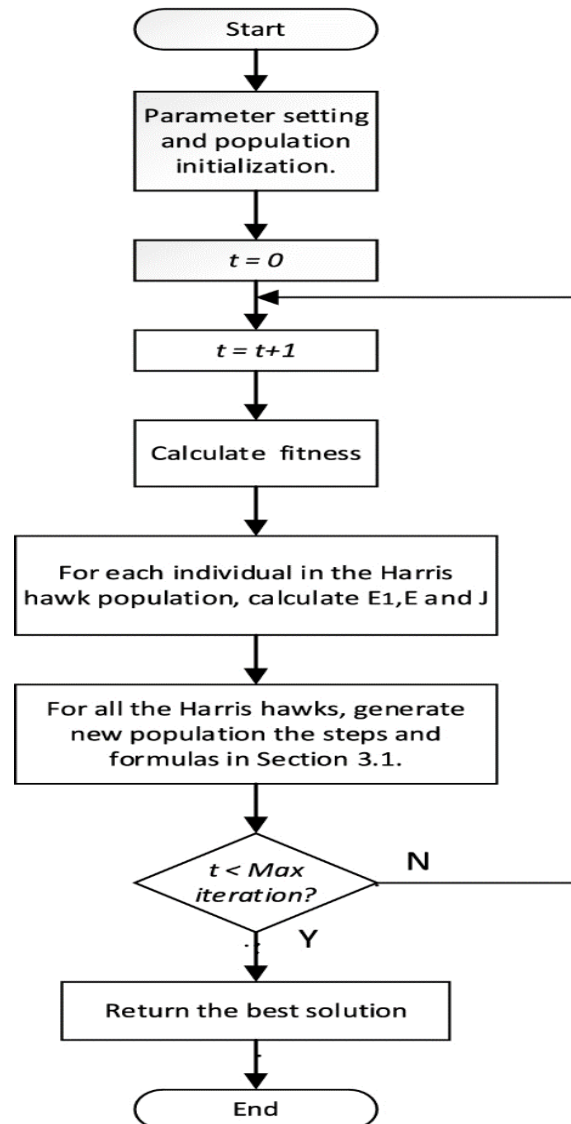 Start
Parameter setting
and population
initialization.
t = 0
t = t+1
Calculate fitness
For each individual in the Harris
hawk population, calculate E1,E and J
For all the Harris hawks, generate
new population the steps and
formulas in Section 3.1.
t < Max
iteration?
N
Y
Return the best solution
End